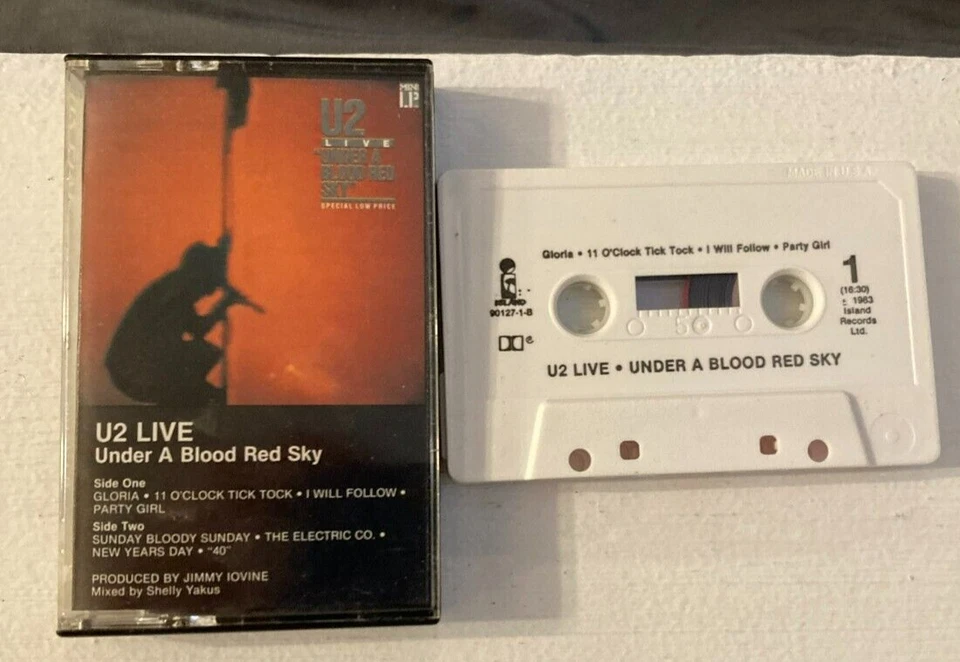 MINI
LP
U2
LIVE
"UNDER A
BLOOD RED
SKY"
SPECIAL LOW PRICE
U2 LIVE
Under A Blood Red Sky
Side One
GLORIA • 11 O'CLOCK TICK TOCK • I WILL FOLLOW •
PARTY GIRL
Side Two
SUNDAY BLOODY SUNDAY • THE ELECTRIC CO. •
NEW YEARS DAY • "40"
PRODUCED BY JIMMY IOVINE
Mixed by Shelly Yakus
MADE IN U.S.A.
Gloria • 11 O'Clock Tick Tock • I Will Follow • Party Girl
ISLAND
90127-1-B
1
(16:30)
℗ 1983
Island
Records
Ltd.
5
U2 LIVE • UNDER A BLOOD RED SKY